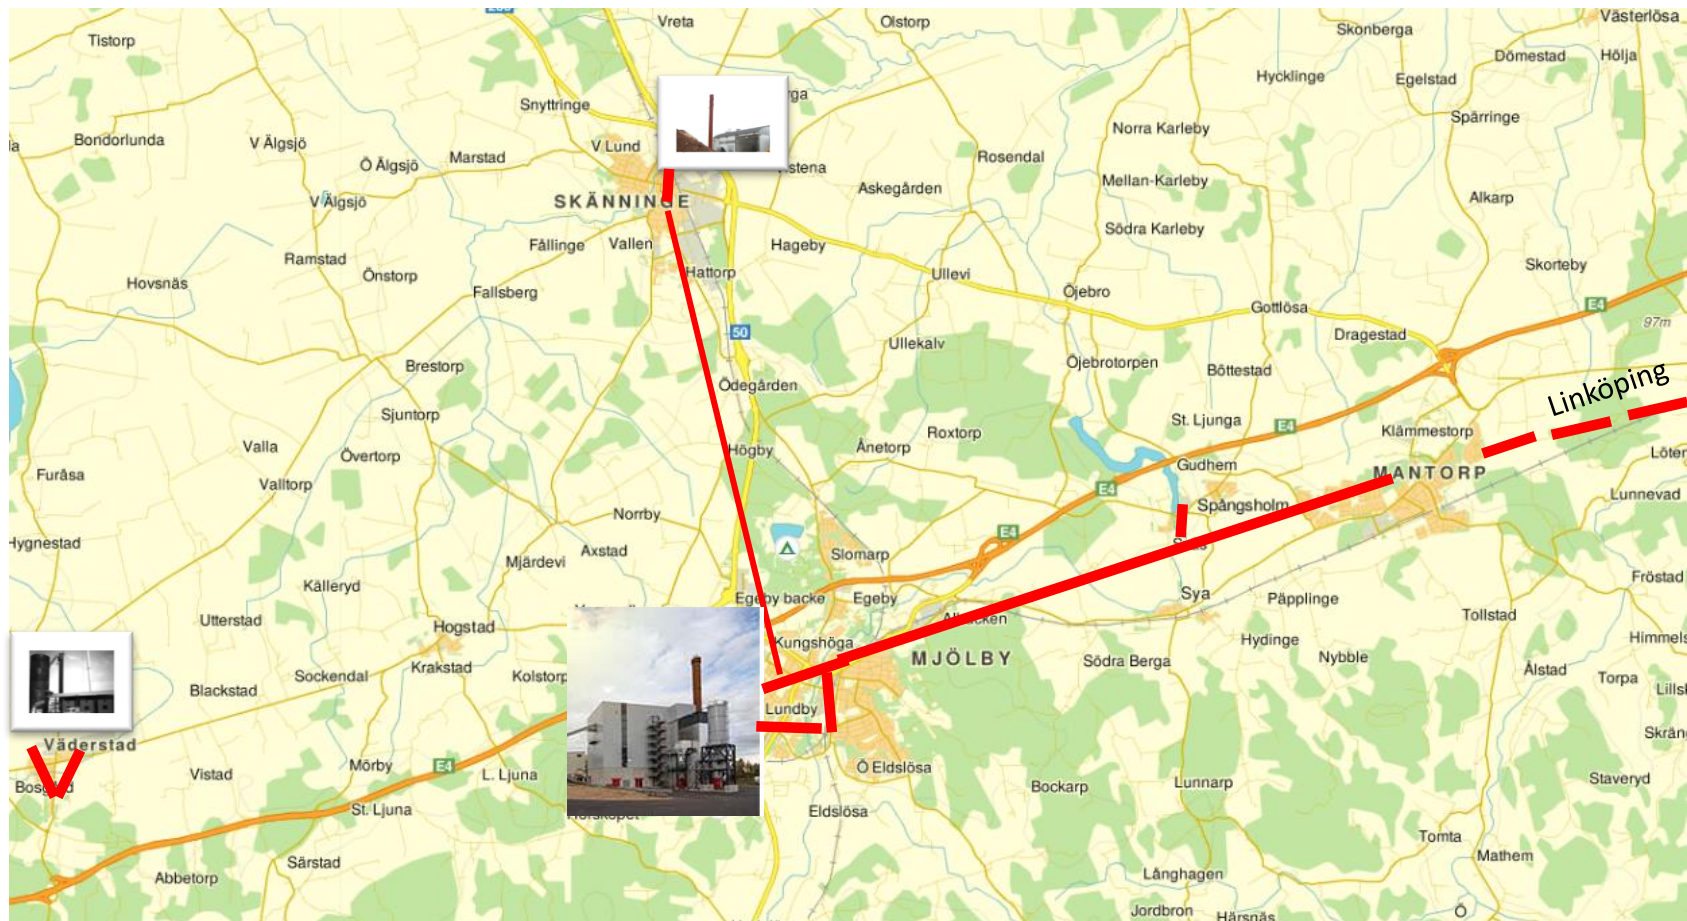 Vreta
Olstorp
Västerlösa
Skonberga
Tistorp
Dömestad
Hölja
Hycklinge
Egelstad
Snyttringe
Spärringe
Norra Karleby
Bondorlunda
V Älgsjö
V Lund
Marstad
Rosendal
Ö Älgsjö
Mellan-Karleby
Askegården
Alkarp
V Älgsjö
SKÄNNINGE
Södra Karleby
Fållinge
Vallen
Hageby
Ramstad
Skorteby
Hattorp
Önstorp
Ullevi
Hovsnäs
Fallsberg
Öjebro
E4
Gottlösa
97m
50
Dragestad
Ullekalv
Öjebrotorpen
Brestorp
Böttestad
Linköping
Ödegården
Sjuntorp
St. Ljunga
E4
Klämmestorp
Roxtorp
Valla
Ånetorp
Högby
Övertorp
Gudhem
MANTORP
Furåsa
Valltorp
E4
Lunnevad
Spångsholm
Norrby
E4
Hygnestad
Axstad
Slomarp
Mjärdevi
Fröstad
Källeryd
Sya
Egeby backe
Egeby
Päpplinge
Tollstad
Utterstad
Hogstad
Himmels
Hydinge
Kungshöga
MJÖLBY
Nybble
Södra Berga
Krakstad
Ålstad
Sockendal
Kolstorp
Torpa
Blackstad
Lundby
Väderstad
Mörby
E4
Ö Eldslösa
Vistad
L. Ljuna
Staveryd
Lunnarp
Bockarp
St. Ljuna
Eldslösa
Tomta
Mathem
Särstad
Långhagen
Abbetorp
Jordbron
Härsnäs
Ö